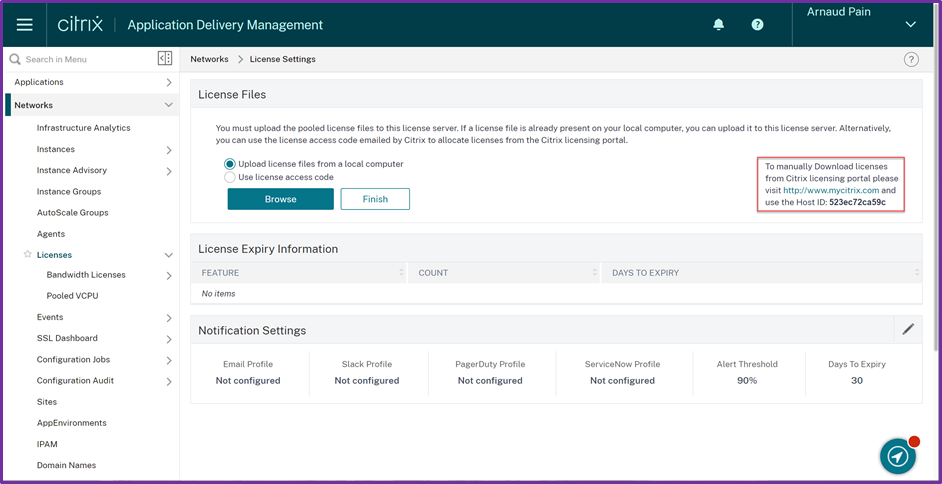 citrix | Application Delivery Management
Arnaud Pain
Search in Menu
Networks > License Settings
Applications
Networks
Infrastructure Analytics
Instances
Instance Advisory
Instance Groups
AutoScale Groups
Agents
Licenses
Bandwidth Licenses
Pooled VCPU
Events
SSL Dashboard
Configuration Jobs
Configuration Audit
Sites
AppEnvironments
IPAM
Domain Names
License Files
You must upload the pooled license files to this license server. If a license file is already present on your local computer, you can upload it to this license server. Alternatively,
you can use the license access code emailed by Citrix to allocate licenses from the Citrix licensing portal.
Upload license files from a local computer
Use license access code
Browse
Finish
To manually Download licenses
from Citrix licensing portal please
visit http://www.mycitrix.com and
use the Host ID: 523ec72ca59c
License Expiry Information
FEATURE COUNT DAYS TO EXPIRY
No items
Notification Settings
Email Profile Slack Profile PagerDuty Profile ServiceNow Profile Alert Threshold Days To Expiry
Not configured Not configured Not configured Not configured 90% 30